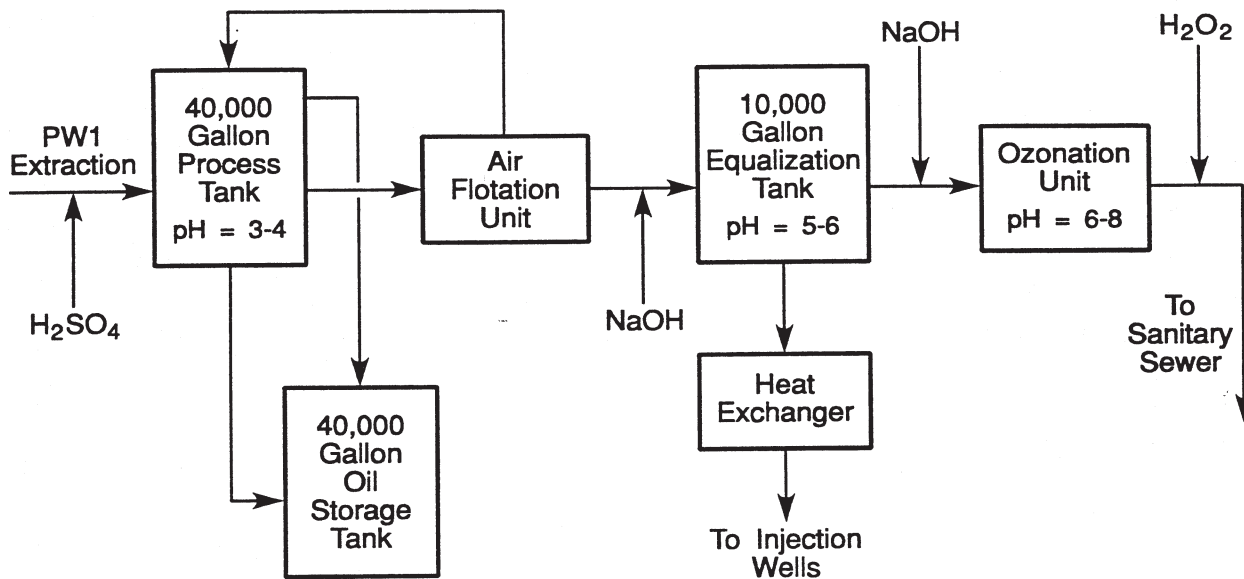 PW1
Extraction
H₂SO₄
40,000
Gallon
Process
Tank
pH = 3-4
40,000
Gallon
Oil
Storage
Tank
Air
Flotation
Unit
NaOH
10,000
Gallon
Equalization
Tank
pH = 5-6
Heat
Exchanger
To Injection
Wells
NaOH
Ozonation
Unit
pH = 6-8
H₂O₂
To
Sanitary
Sewer